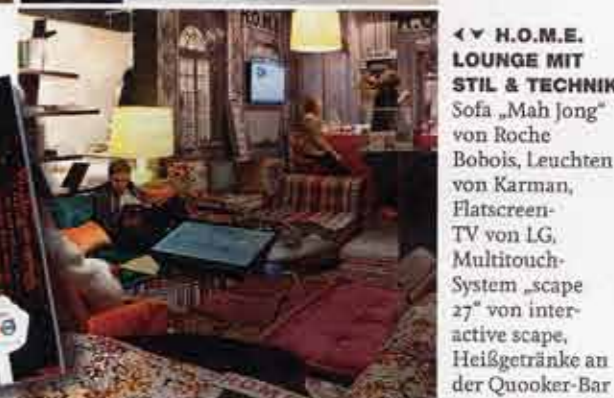 H.O.M.E.
LOUNGE MIT
STIL & TECHNIK
Sofa „Mah Jong“
von Roche
Bobois, Leuchten
von Karman,
Flatscreen-
TV von LG,
Multitouch-
System „scape
27“ von inter-
active scape,
Heißgetränke an
der Quooker-Bar